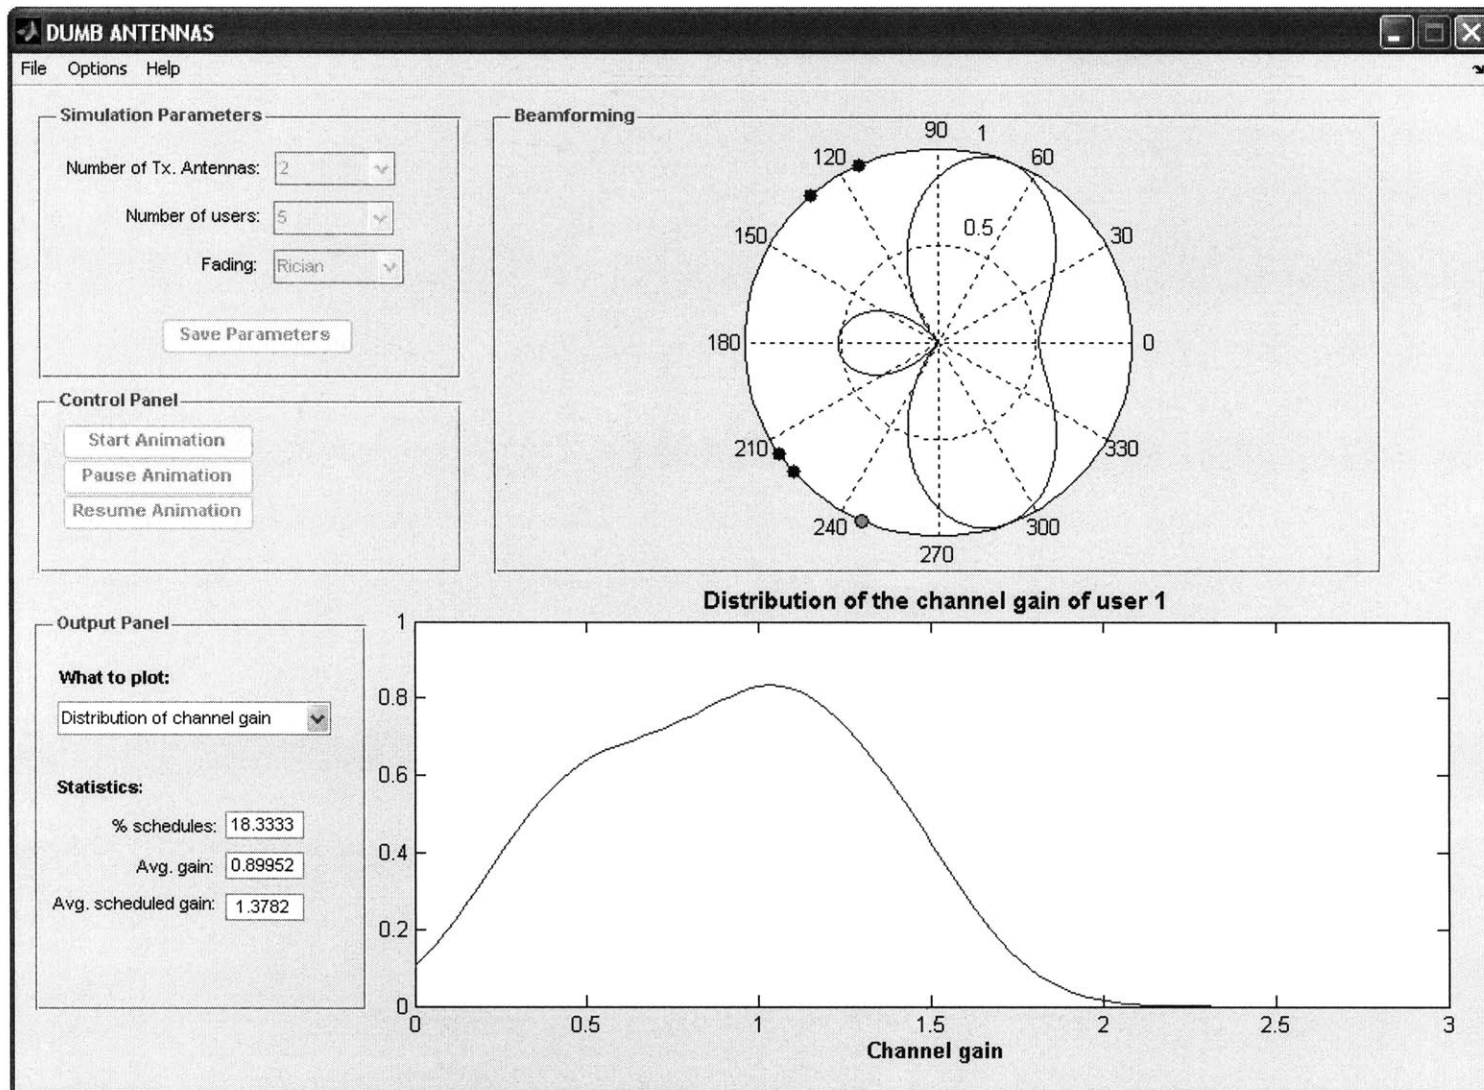 DUMB ANTENNAS
File Options Help
Simulation Parameters
Number of Tx. Antennas: 2
Number of users: 5
Fading: Rician
Save Parameters
Control Panel
Start Animation
Pause Animation
Resume Animation
Beamforming
90 1
120 60
0.5
150 30
180 0
210 330
240 300
270
Output Panel
What to plot:
Distribution of channel gain
Statistics:
% schedules: 18.3333
Avg. gain: 0.89952
Avg. scheduled gain: 1.3782
Distribution of the channel gain of user 1
1
0.8
0.6
0.4
0.2
0
0 0.5 1 1.5 2 2.5 3
Channel gain